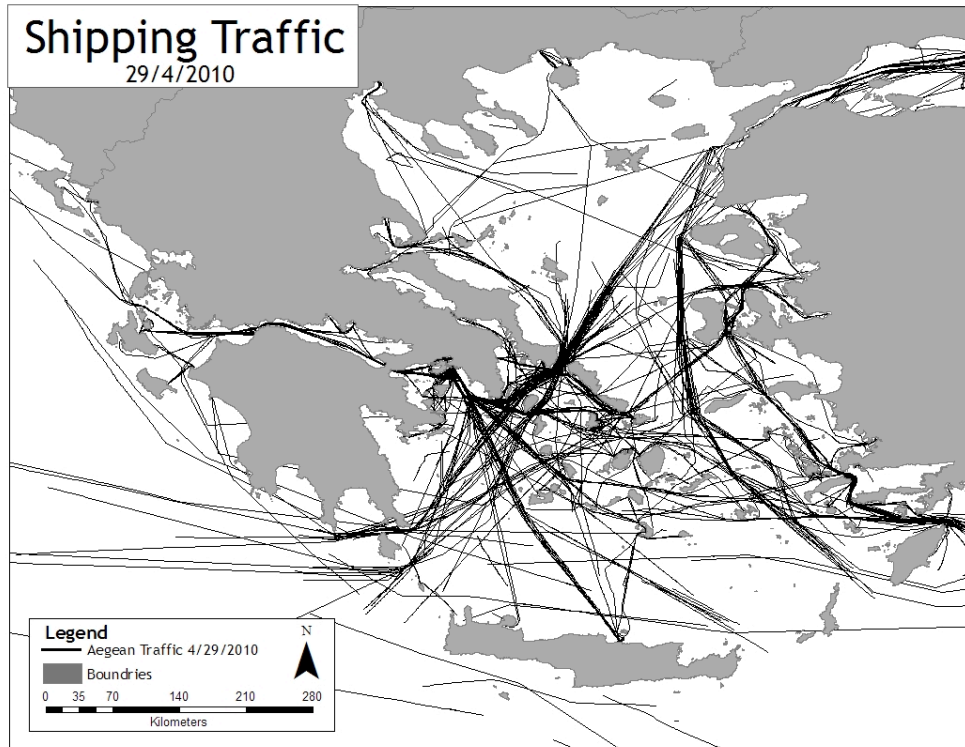 Shipping Traffic
29/4/2010
Legend
Aegean Traffic 4/29/2010
Boundries
N
0 35 70 140 210 280
Kilometers